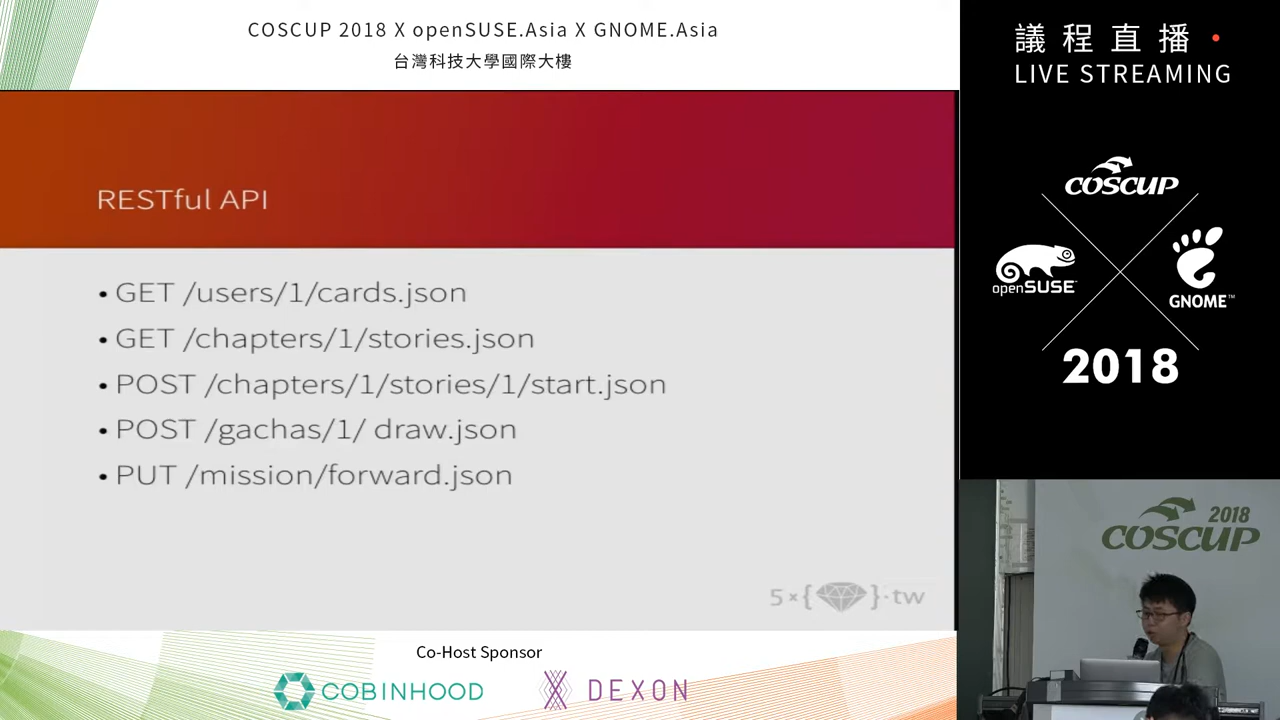 COSCUP 2018 X openSUSE.Asia X GNOME.Asia
台灣科技大學國際大樓
議程直播
LIVE STREAMING
COSCUP
openSUSE
GNOME™
2018
RESTful API
• GET /users/1/cards.json
• GET /chapters/1/stories.json
• POST /chapters/1/stories/1/start.json
• POST /gachas/1/ draw.json
• PUT /mission/forward.json
5×{}·tw
2018
COSCUP
Co-Host Sponsor
COBINHOOD
DEXON